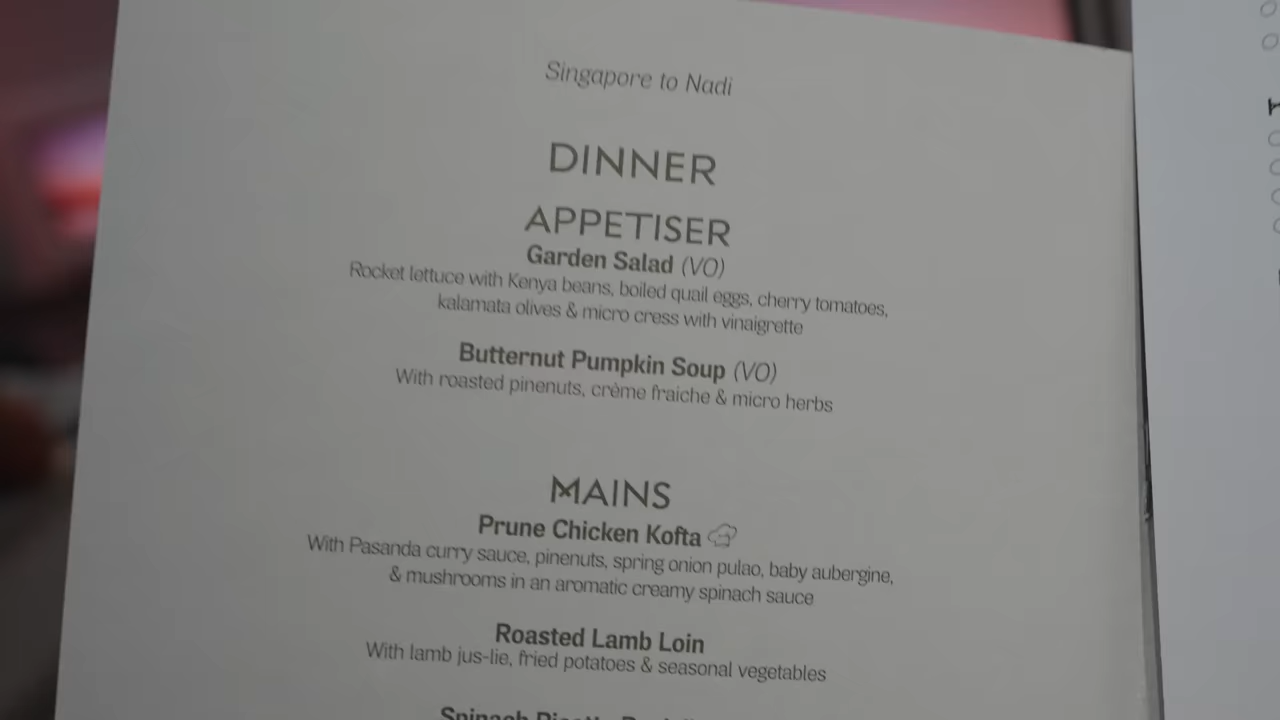 Singapore to Nadi
DINNER
APPETISER
Garden Salad (VO)
Rocket lettuce with Kenya beans, boiled quail eggs, cherry tomatoes,
kalamata olives & micro cress with vinaigrette
Butternut Pumpkin Soup (VO)
With roasted pinenuts, crème fraiche & micro herbs
MAINS
Prune Chicken Kofta
With Pasanda curry sauce, pinenuts, spring onion pulao, baby aubergine,
& mushrooms in an aromatic creamy spinach sauce
Roasted Lamb Loin
With lamb jus-lie, fried potatoes & seasonal vegetables
Spinach